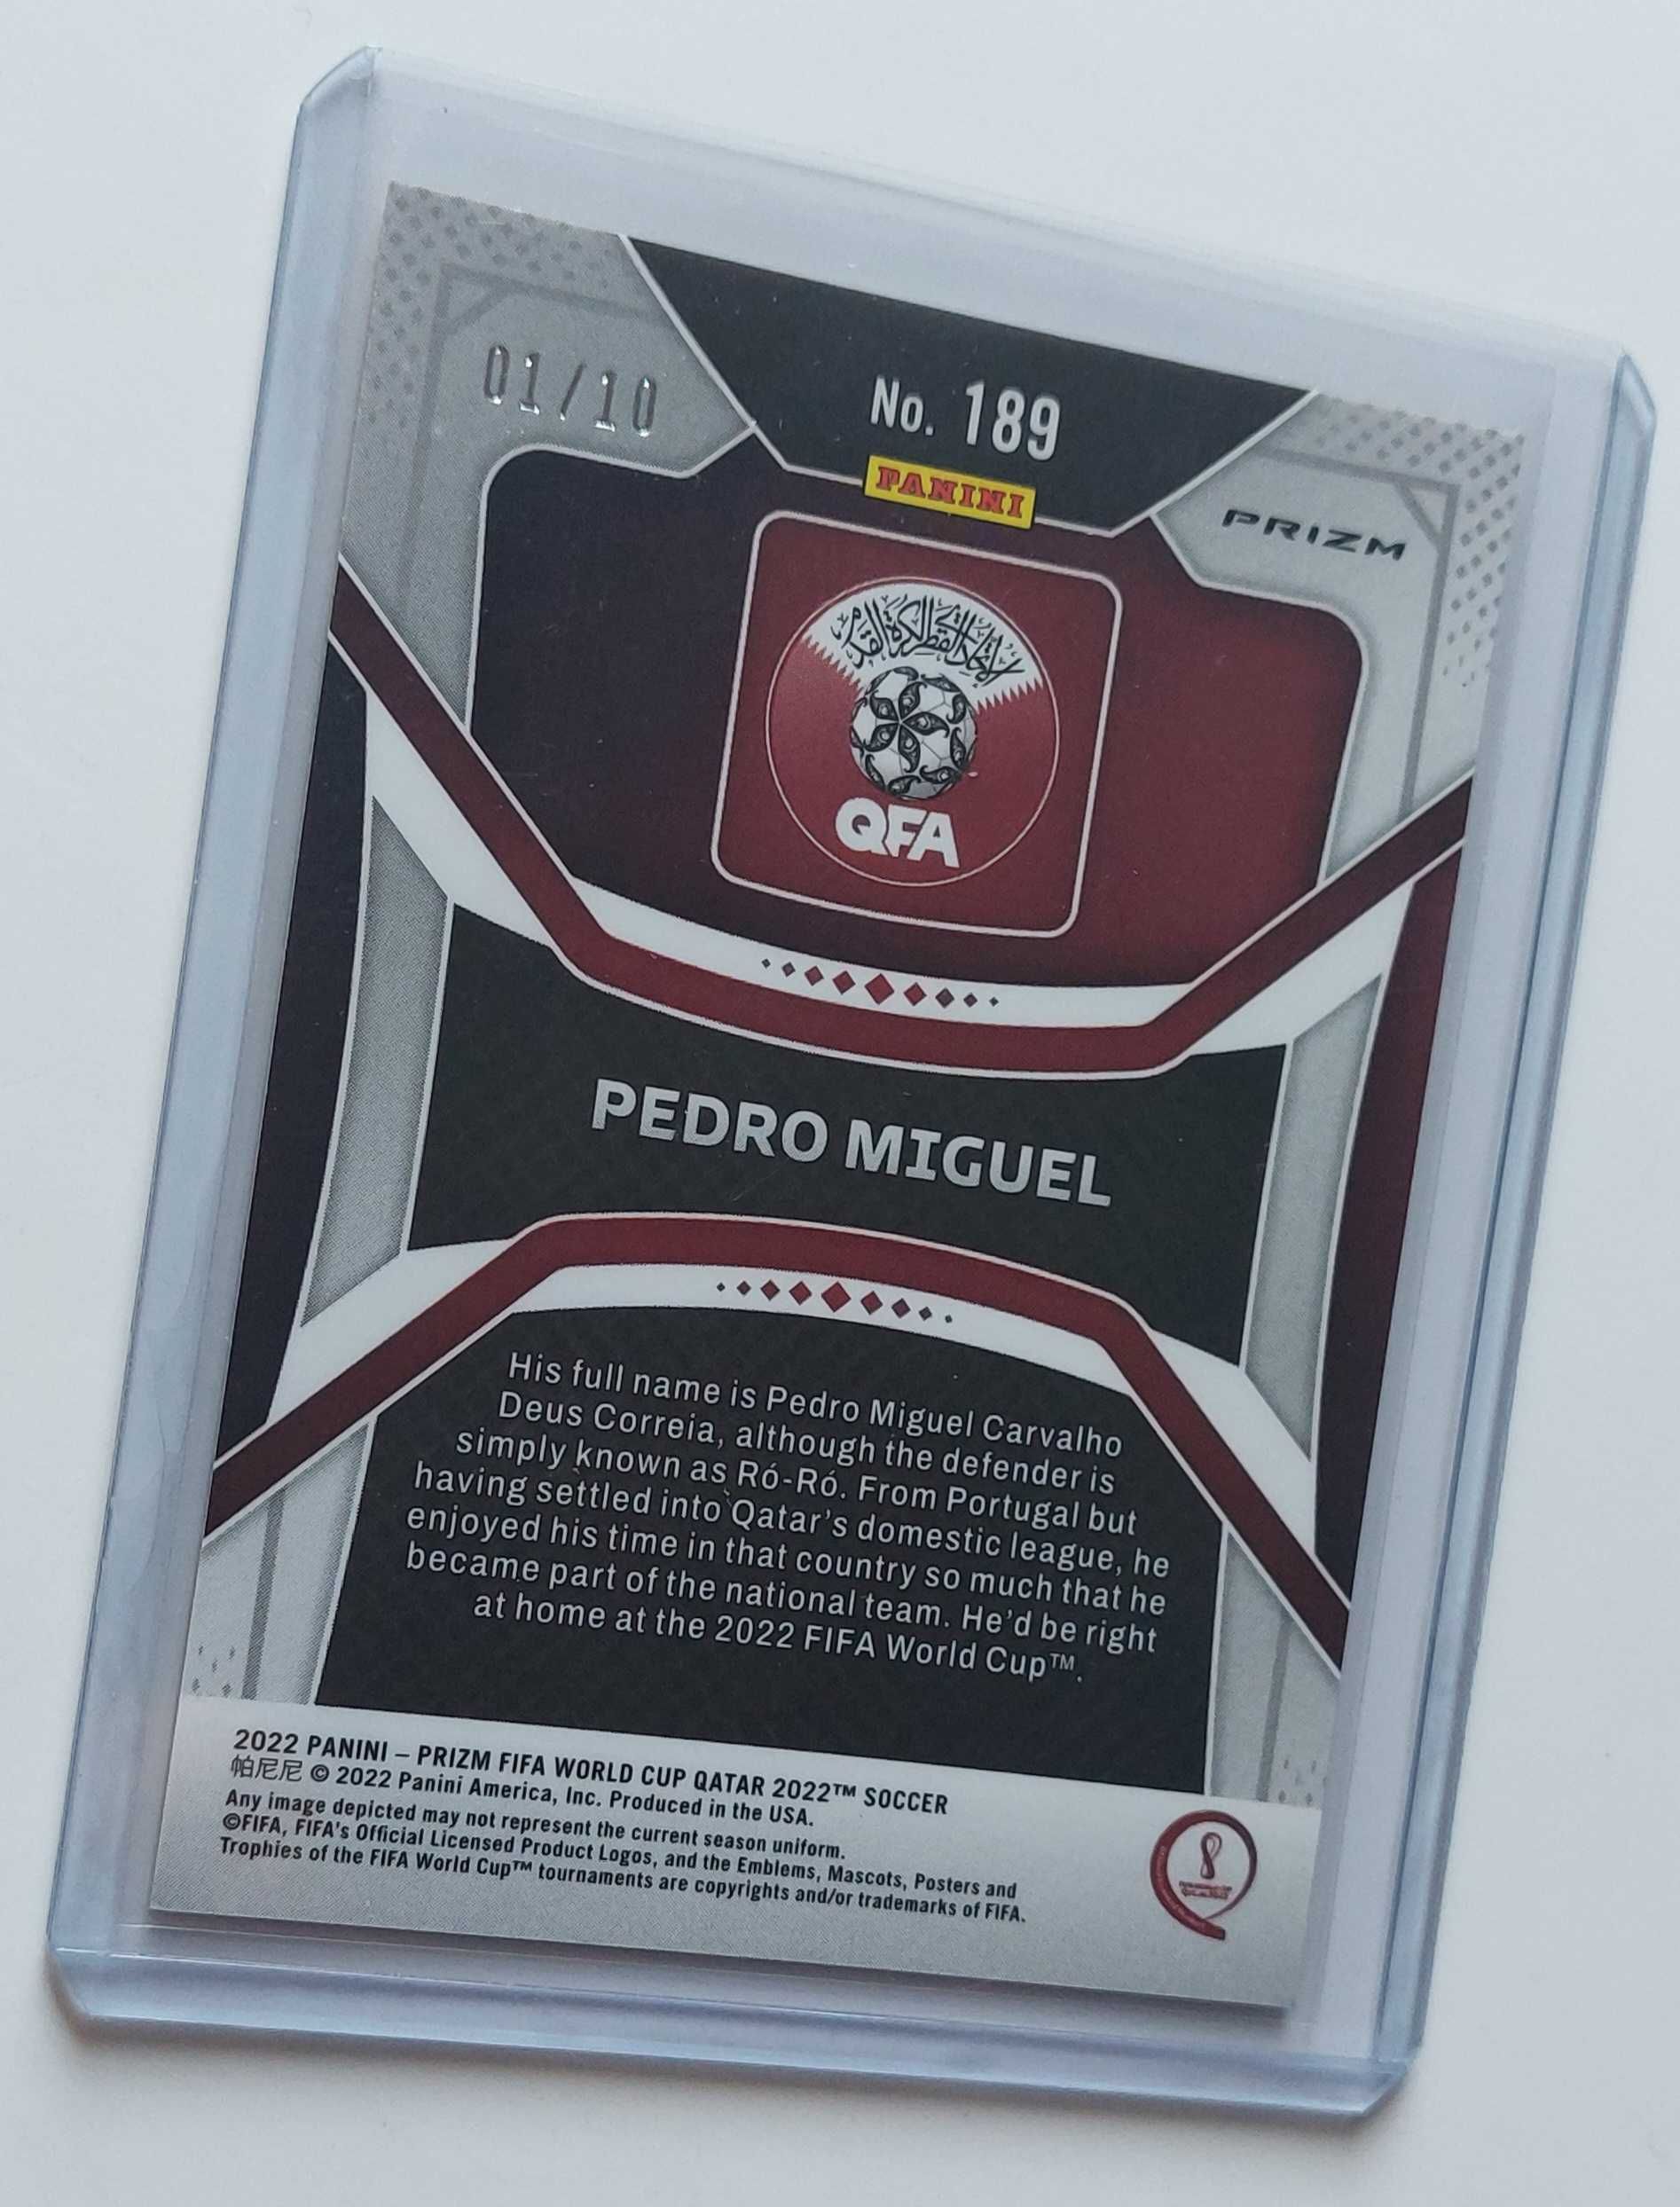 01/10
No. 189
PANINI
PRIZM
QFA
PEDRO MIGUEL
His full name is Pedro Miguel Carvalho
Deus Correia, although the defender is
simply known as Ró-Ró. From Portugal but
having settled into Qatar's domestic league, he
enjoyed his time in that country so much that he
became part of the national team. He'd be right
at home at the 2022 FIFA World Cup™.
2022 PANINI – PRIZM FIFA WORLD CUP QATAR 2022™ SOCCER
帕尼尼 © 2022 Panini America, Inc. Produced in the USA.
Any image depicted may not represent the current season uniform.
©FIFA, FIFA's Official Licensed Product Logos, and the Emblems, Mascots, Posters and
Trophies of the FIFA World Cup™ tournaments are copyrights and/or trademarks of FIFA.